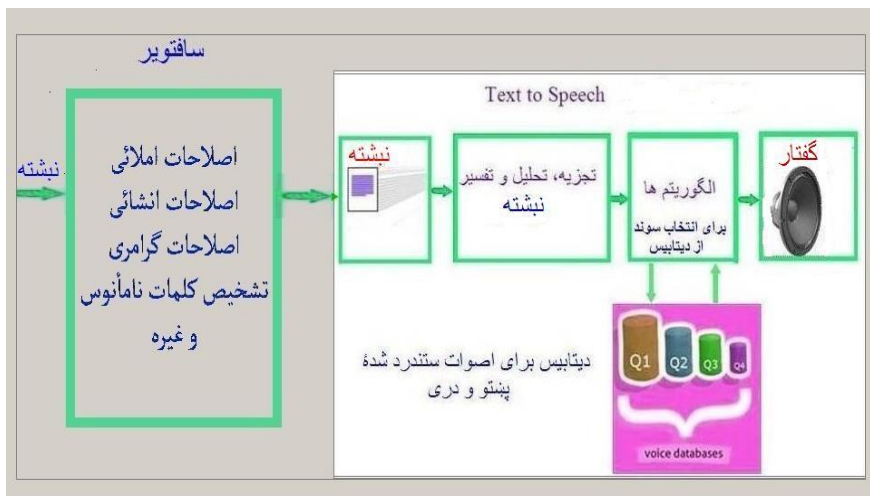 سافتویر
نبشته
اصلاحات املائی
اصلاحات انشائی
اصلاحات گرامری
تشخیص کلمات نامأنوس
و غیره
Text to Speech
نبشته
تجزیه، تحلیل و تفسیر
نبشته
الگوریتم ها
برای انتخاب سوند
از دیتابیس
گفتار
دیتابیس برای اصوات ستندرد شدهٔ
پښتو و دری
Q1 Q2 Q3 Q4
voice databases